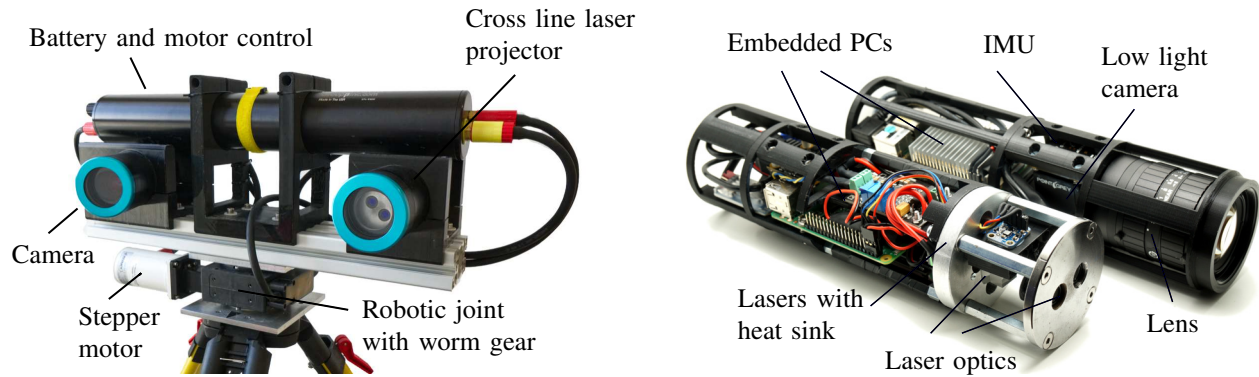 Battery and motor control
Cross line laser
projector
Camera
Stepper
motor
Robotic joint
with worm gear
Embedded PCs
IMU
Low light
camera
Lasers with
heat sink
Laser optics
Lens